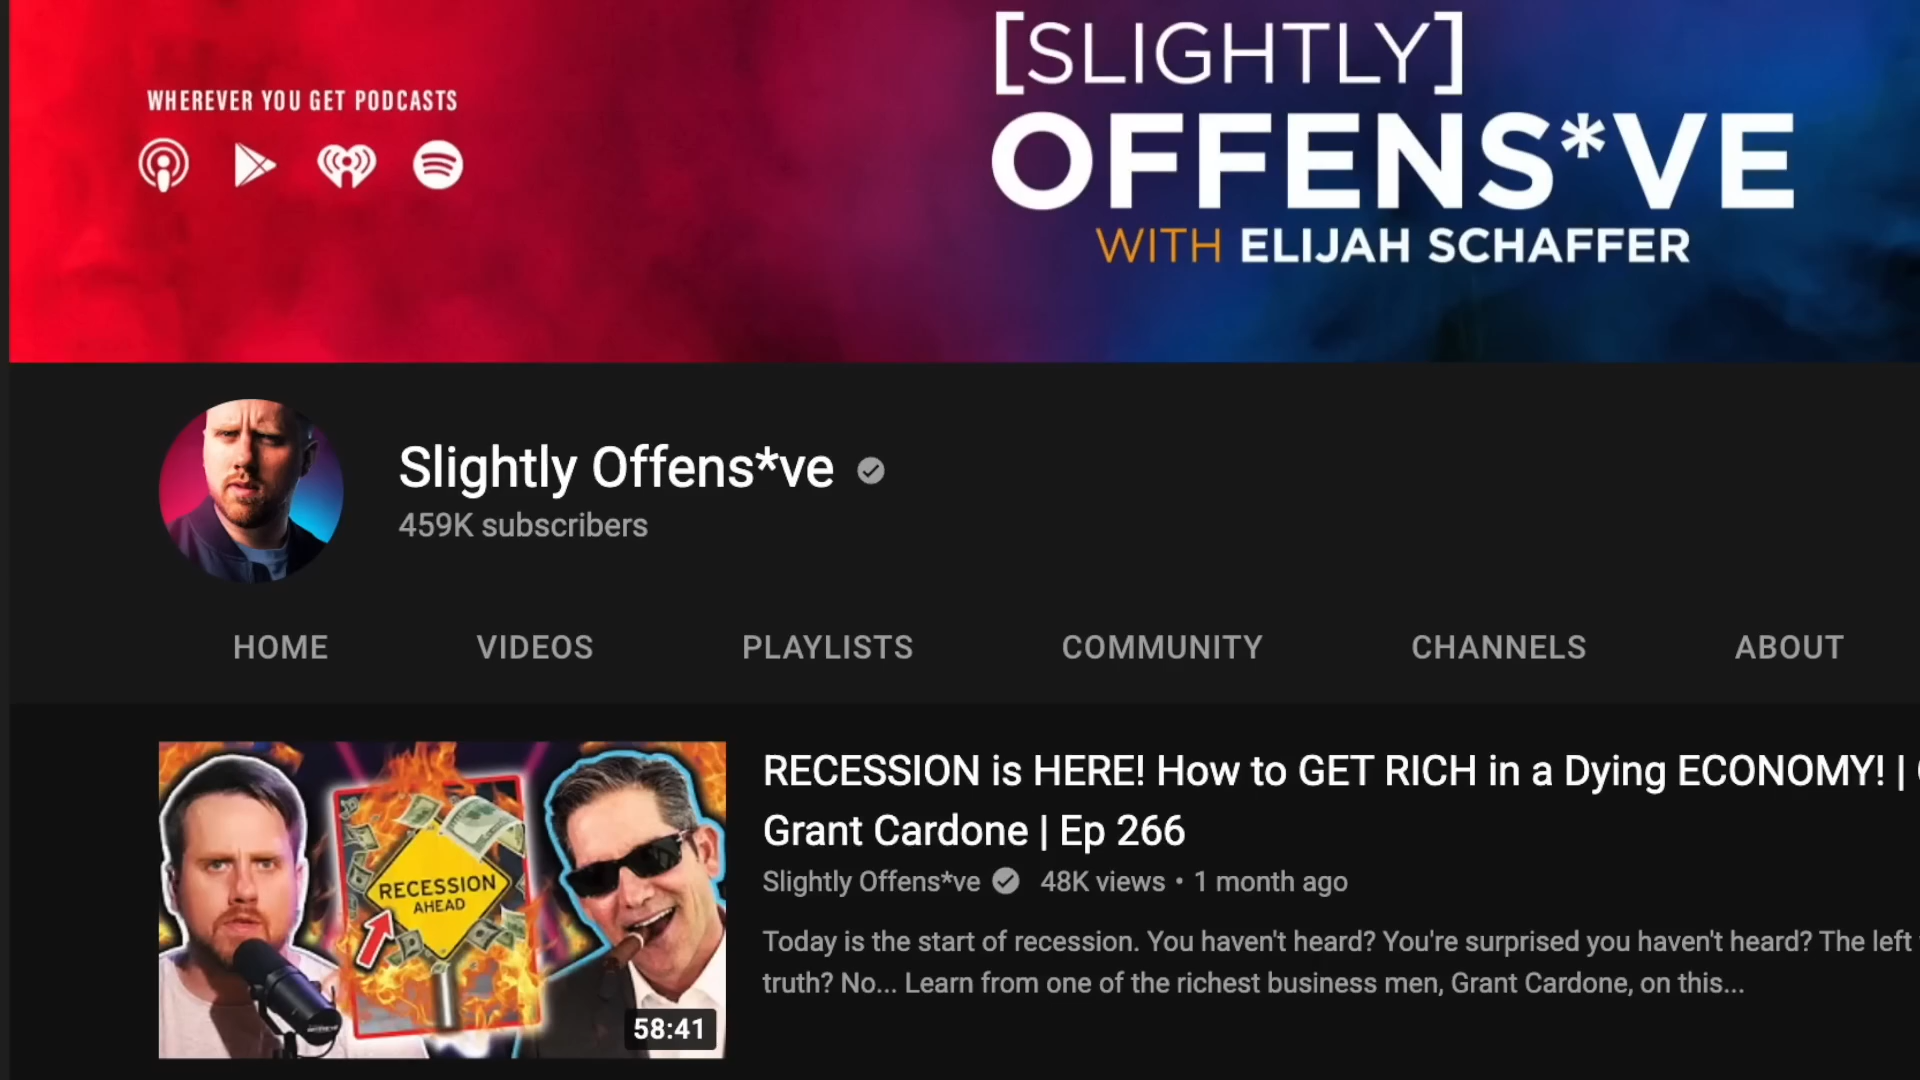 WHEREVER YOU GET PODCASTS
[SLIGHTLY]
OFFENS*VE
WITH ELIJAH SCHAFFER
Slightly Offens*ve
459K subscribers
HOME VIDEOS PLAYLISTS COMMUNITY CHANNELS ABOUT
RECESSION AHEAD
58:41
RECESSION is HERE! How to GET RICH in a Dying ECONOMY! |
Grant Cardone | Ep 266
Slightly Offens*ve 48K views • 1 month ago
Today is the start of recession. You haven't heard? You're surprised you haven't heard? The left
truth? No... Learn from one of the richest business men, Grant Cardone, on this...